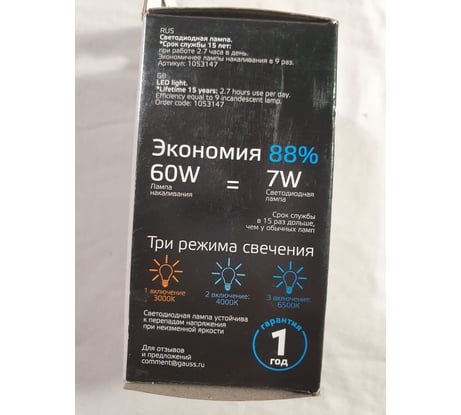 RUS
Светодиодная лампа.
*Срок службы 15 лет:
при работе 2.7 часа в день.
Экономичнее лампы накаливания в 9 раз.
Артикул: 1053147
GB
LED light.
*Lifetime 15 years: 2.7 hours use per day.
Efficiency equal to 9 incandescent lamp.
Order code: 1053147
Экономия 88%
60W = 7W
Лампа накаливания
Светодиодная лампа
Срок службы
в 15 раз дольше,
чем у обычных ламп
Три режима свечения
1 включение:
3000K
2 включение:
4000K
3 включение:
6500K
Светодиодная лампа устойчива
к перепадам напряжения
при неизменной яркости
гарантия
1
год
Для отзывов
и предложений
comment@gauss.ru